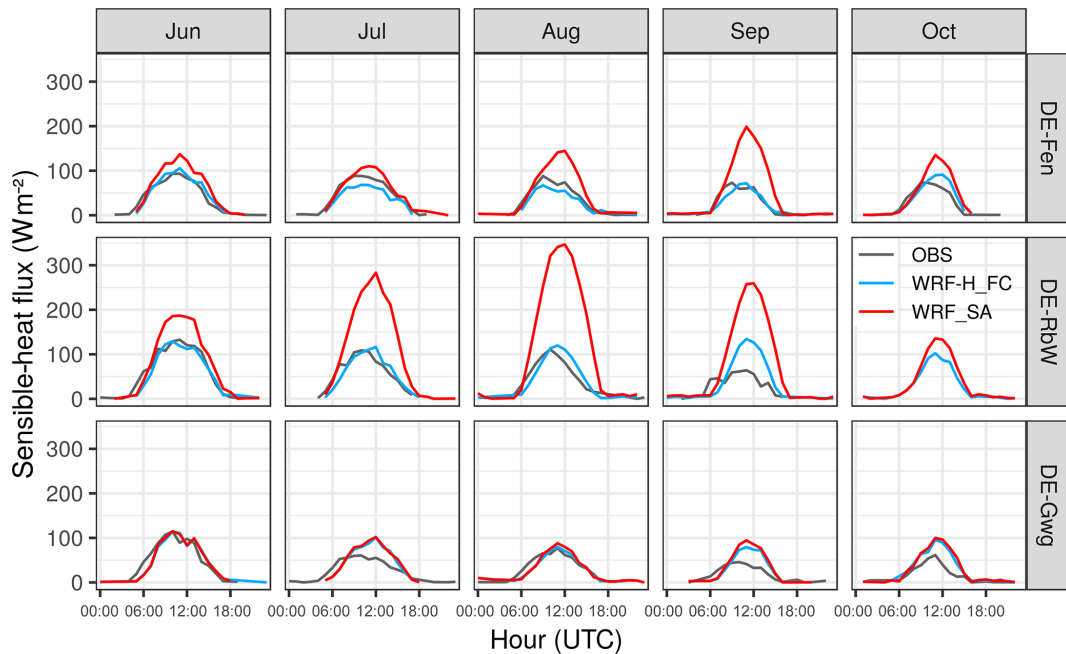 Jun Jul Aug Sep Oct
Sensible-heat flux (W m⁻²)
300
200
100
0
DE-Fen
300
200
100
0
OBS
WRF-H_FC
WRF_SA
DE-RbW
300
200
100
0
DE-Gwg
00:00 06:00 12:00 18:00 00:00 06:00 12:00 18:00 00:00 06:00 12:00 18:00 00:00 06:00 12:00 18:00 00:00 06:00 12:00 18:00
Hour (UTC)